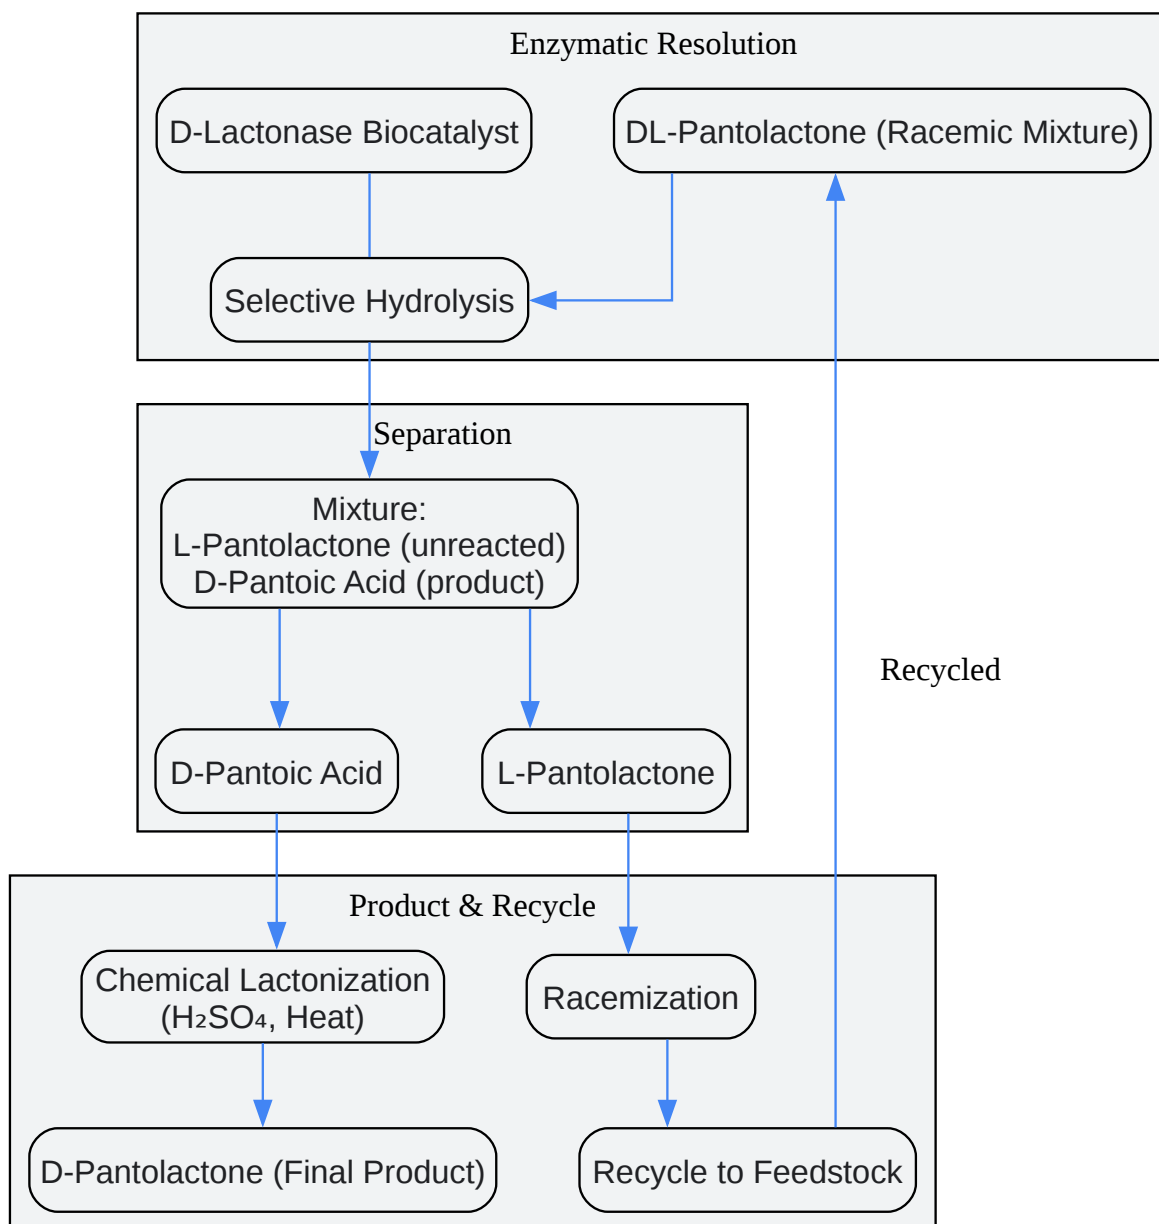 Enzymatic Resolution
D-Lactonase Biocatalyst
DL-Pantolactone (Racemic Mixture)
Selective Hydrolysis
Separation
Mixture:
L-Pantolactone (unreacted)
D-Pantoic Acid (product)
Recycled
D-Pantoic Acid
L-Pantolactone
Product & Recycle
Chemical Lactonization
(H₂SO₄, Heat)
Racemization
D-Pantolactone (Final Product)
Recycle to Feedstock